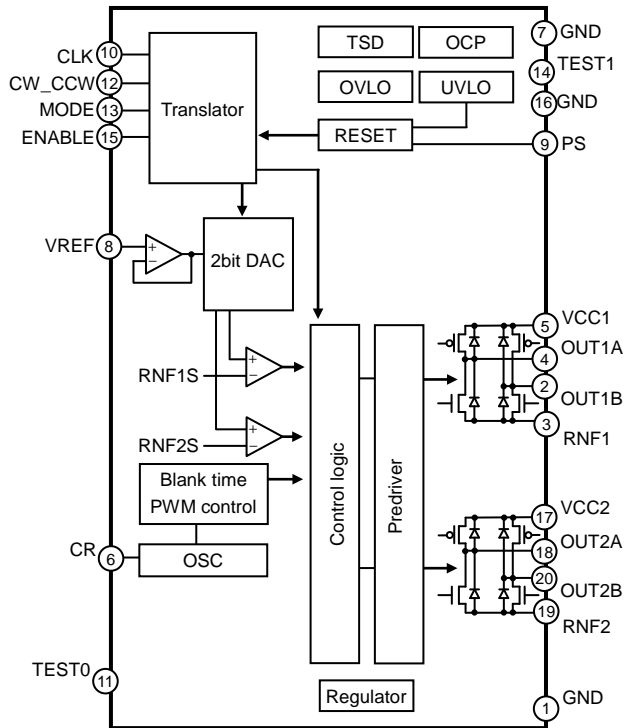 10 CLK
12 CW_CCW
13 MODE
15 ENABLE
Translator
TSD
OCP
OVLO
UVLO
RESET
7 GND
TEST1
14
16 GND
9 PS
VREF 8
+
−
2bit DAC
RNF1S
+
−
RNF2S
+
−
Blank time
PWM control
CR
6
OSC
Control logic
Predriver
5 VCC1
4 OUT1A
2
OUT1B
3
RNF1
17 VCC2
18 OUT2A
20
OUT2B
19
RNF2
TEST0
11
Regulator
GND
1